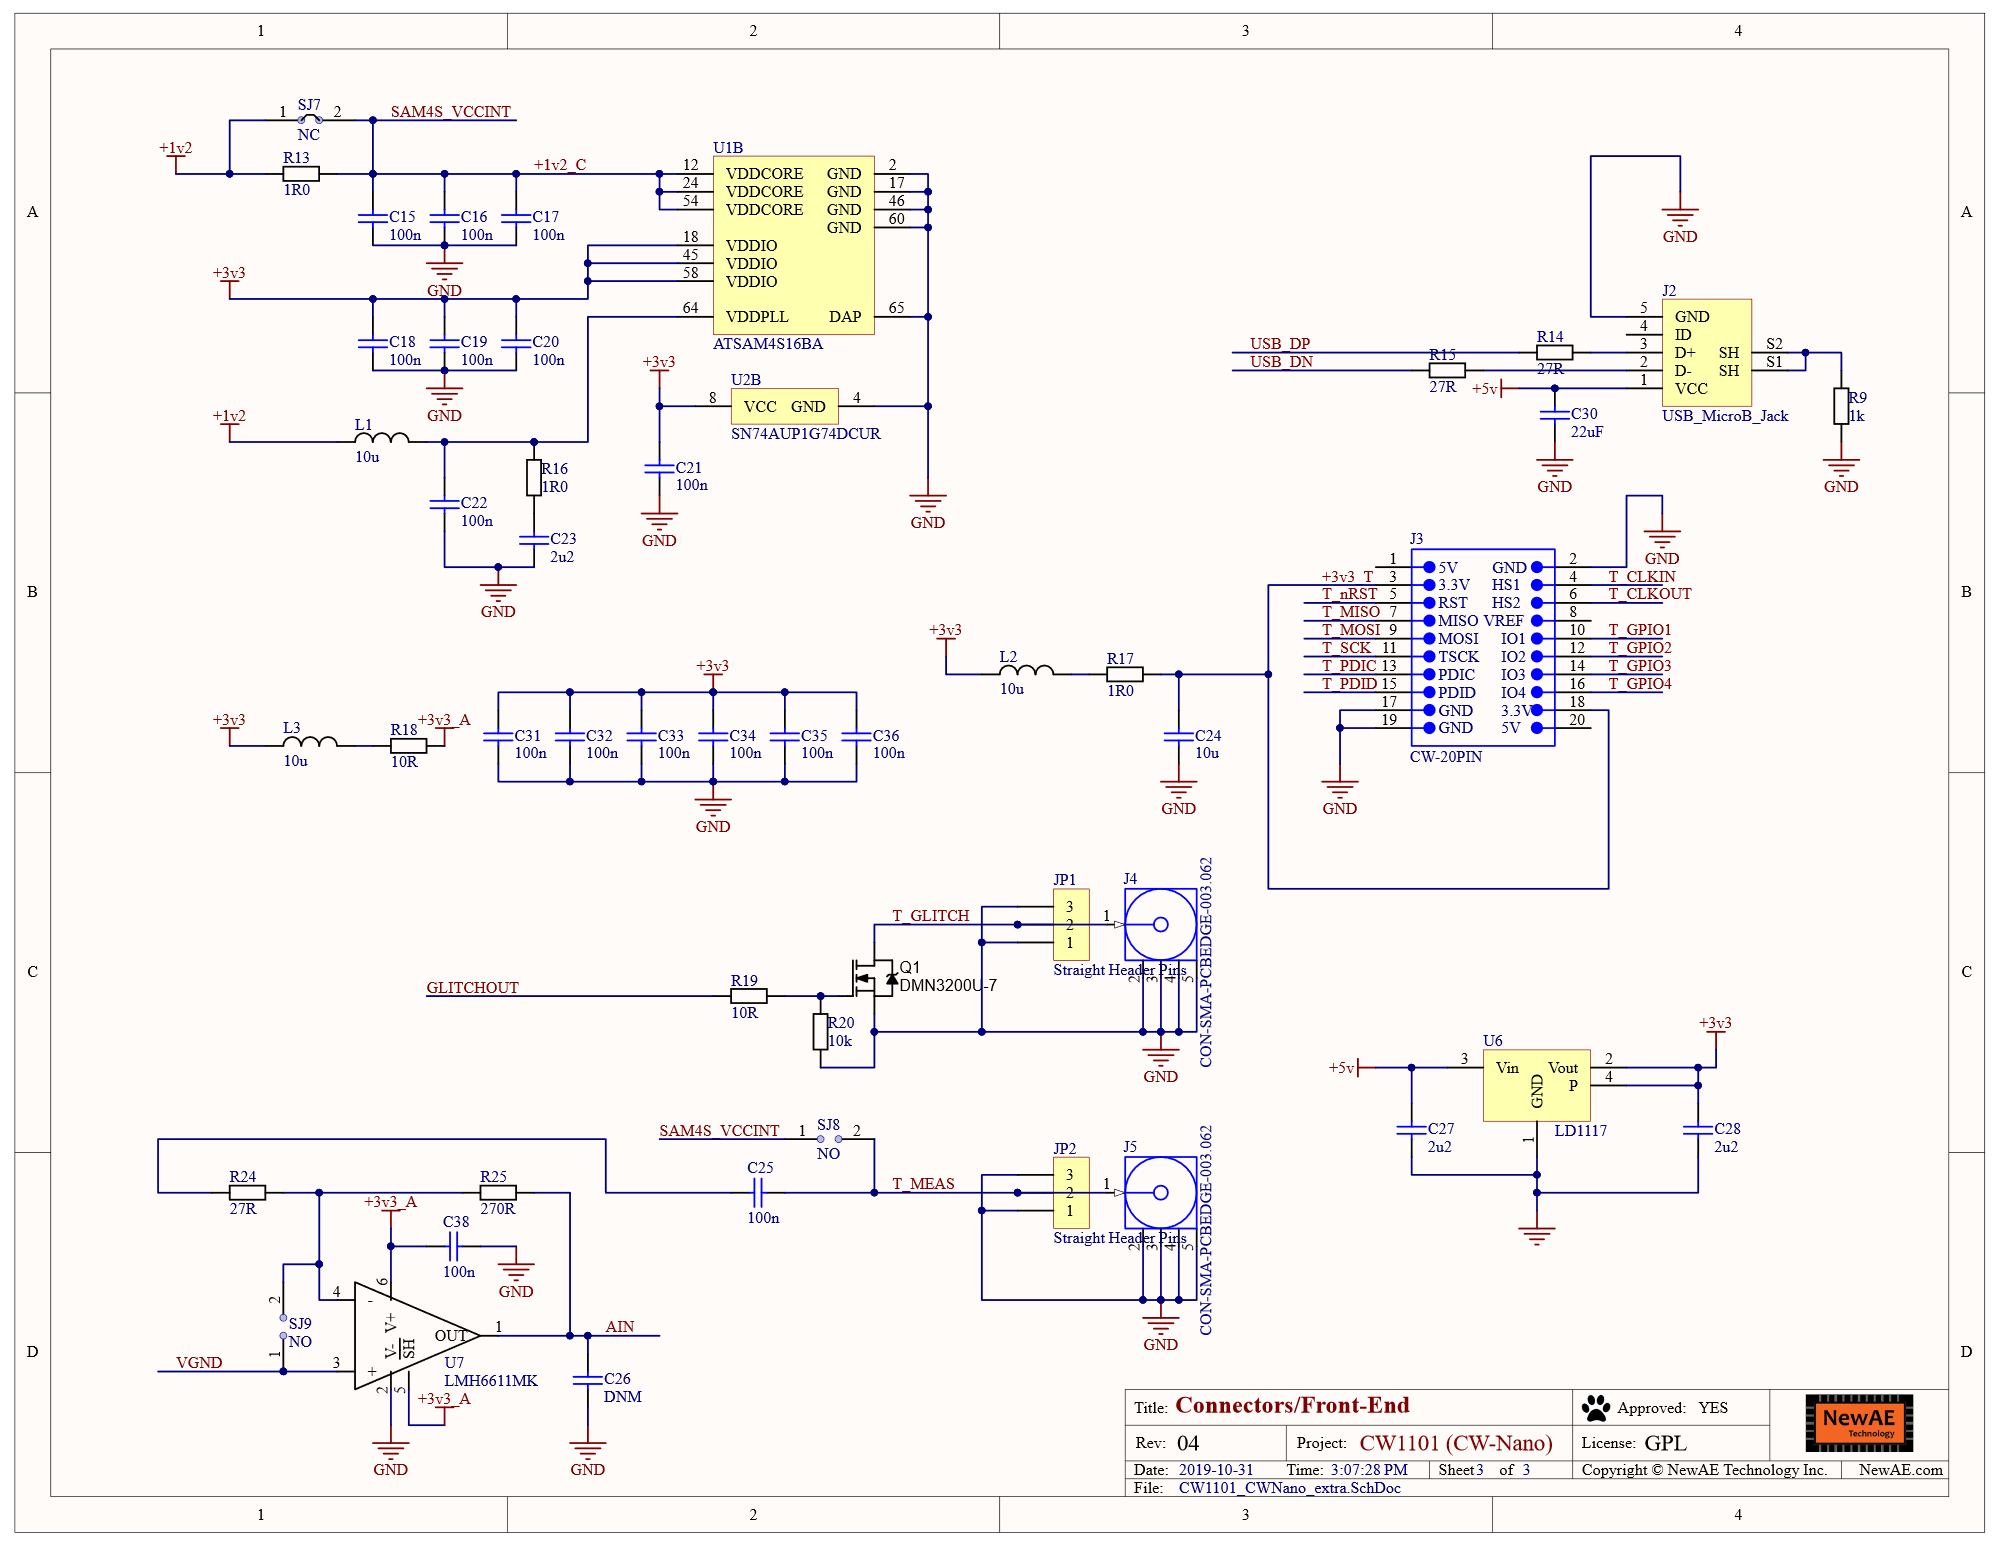 1 2 3 4
A
B
C
D
A
B
C
D
1 SJ7 2
NC
SAM4S_VCCINT
+1v2
R13
1R0
+1v2_C
C15
100n
C16
100n
C17
100n
GND
+3v3
C18
100n
C19
100n
C20
100n
GND
U1B
12 VDDCORE GND 2
24 VDDCORE GND 17
54 VDDCORE GND 46
GND 60
18 VDDIO
45 VDDIO
58 VDDIO
64 VDDPLL DAP 65
ATSAM4S16BA
+3v3
U2B
8 VCC GND 4
SN74AUP1G74DCUR
C21
100n
GND
GND
+1v2
L1
10u
R16
1R0
C22
100n
C23
2u2
GND
GND
J2
5 GND
4 ID
3 D+ SH S2
2 D- SH S1
1 VCC
USB_MicroB_Jack
USB_DP
USB_DN
R14
27R
R15
27R
+5v
C30
22uF
GND
R9
1k
GND
GND
J3
1 5V GND 2
+3v3_T 3 3.3V HS1 4 T_CLKIN
T_nRST 5 RST HS2 6 T_CLKOUT
T_MISO 7 MISO VREF 8
T_MOSI 9 MOSI IO1 10 T_GPIO1
T_SCK 11 TSCK IO2 12 T_GPIO2
T_PDIC 13 PDIC IO3 14 T_GPIO3
T_PDID 15 PDID IO4 16 T_GPIO4
17 GND 3.3V 18
19 GND 5V 20
CW-20PIN
GND
+3v3
L2
10u
R17
1R0
C24
10u
GND
+3v3
L3
10u
R18
10R
+3v3_A
+3v3
C31
100n
C32
100n
C33
100n
C34
100n
C35
100n
C36
100n
GND
GLITCHOUT
R19
10R
R20
10k
Q1
DMN3200U-7
T_GLITCH
JP1
3
2
1
Straight Header Pins
J4
1
2 3 4 5
CON-SMA-PCBEDGE-003.062
GND
SAM4S_VCCINT
1 SJ8 2
NO
C25
100n
T_MEAS
JP2
3
2
1
Straight Header Pins
J5
1
2 3 4 5
CON-SMA-PCBEDGE-003.062
GND
+5v
U6
3 Vin Vout 2
P 4
GND
1
LD1117
+3v3
C27
2u2
C28
2u2
R24
27R
R25
270R
+3v3_A
C38
100n
GND
2
SJ9
NO
1
VGND
4 -
3 +
6 V+
2 V-
5 SH
OUT 1
U7
LMH6611MK
+3v3_A
GND
AIN
C26
DNM
GND
Title: Connectors/Front-End
Approved: YES
Rev: 04
Project: CW1101 (CW-Nano)
License: GPL
NewAE
Technology
Date: 2019-10-31 Time: 3:07:28 PM Sheet 3 of 3
Copyright © NewAE Technology Inc. NewAE.com
File: CW1101_CWNano_extra.SchDoc
1 2 3 4